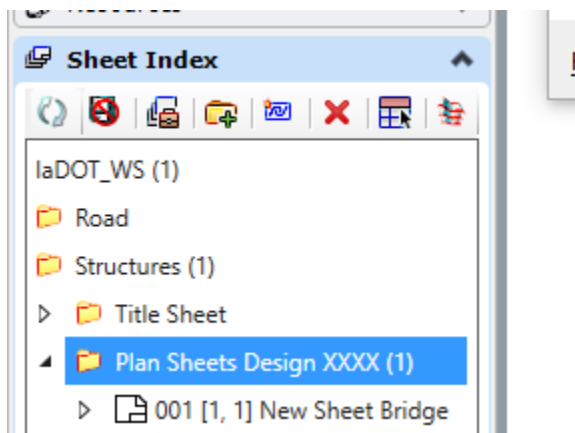 Resources
Sheet Index
IaDOT_WS (1)
Road
Structures (1)
Title Sheet
Plan Sheets Design XXXX (1)
001 [1, 1] New Sheet Bridge